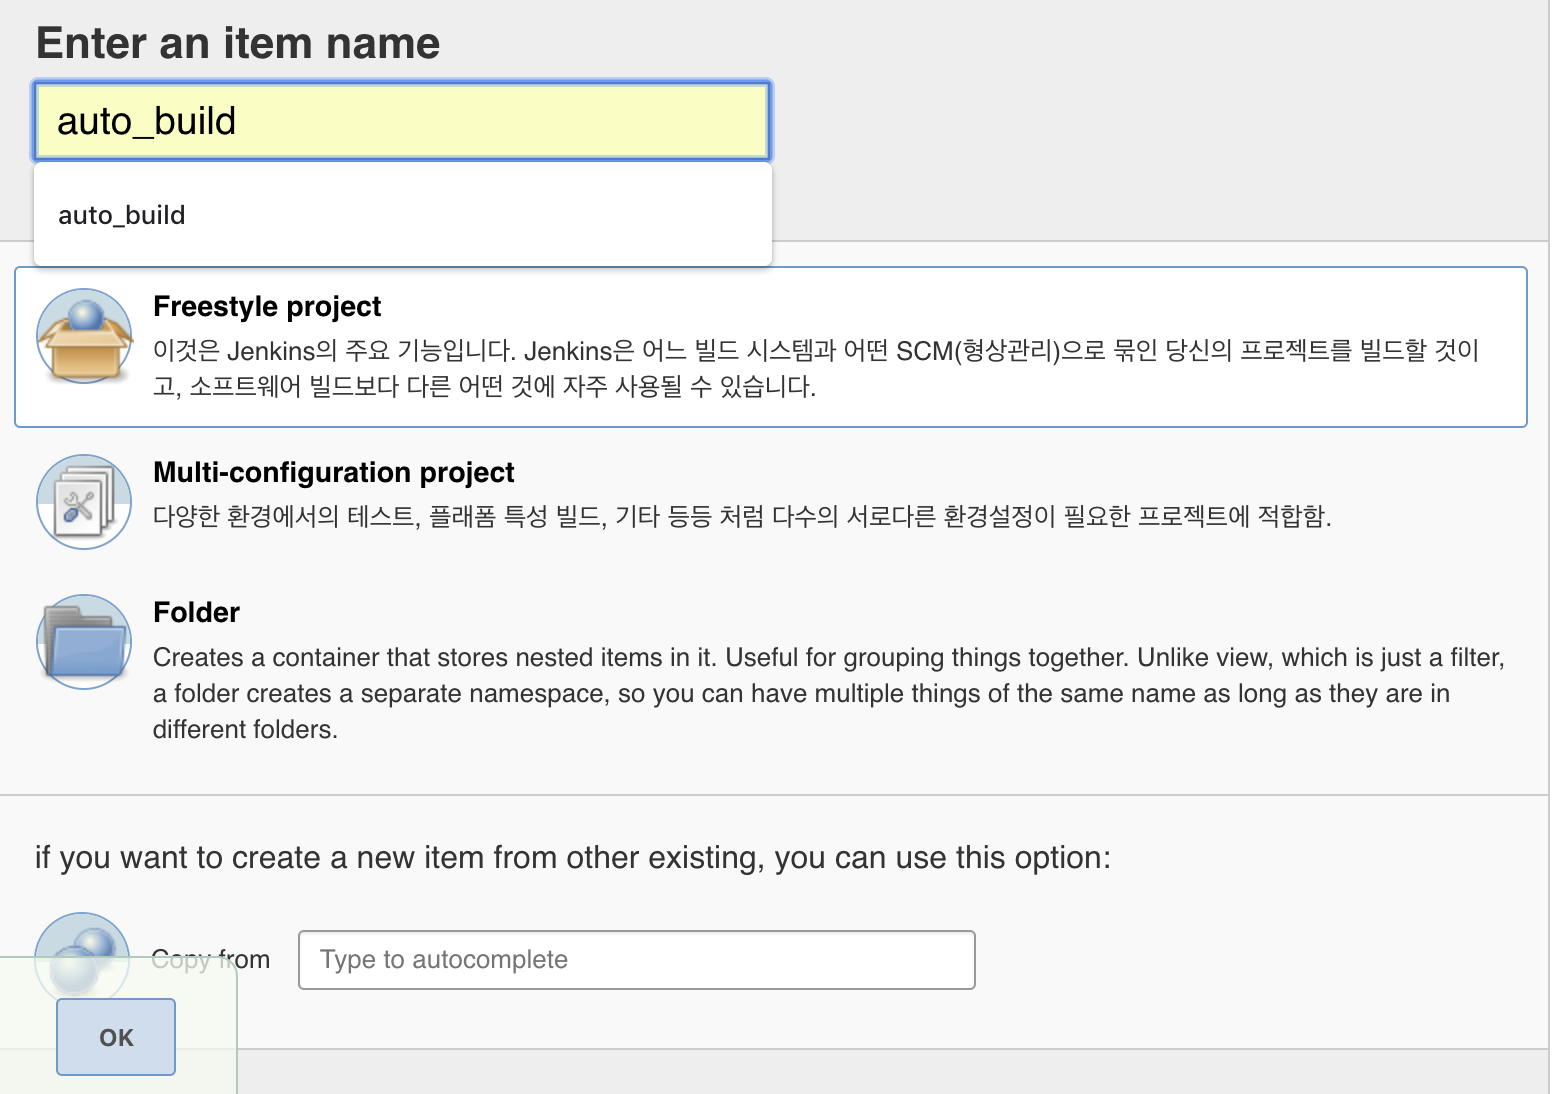 Enter an item name
auto_build
auto_build
Freestyle project
이것은 Jenkins의 주요 기능입니다. Jenkins은 어느 빌드 시스템과 어떤 SCM(형상관리)으로 묶인 당신의 프로젝트를 빌드할 것이
고, 소프트웨어 빌드보다 다른 어떤 것에 자주 사용될 수 있습니다.
Multi-configuration project
다양한 환경에서의 테스트, 플래폼 특성 빌드, 기타 등등 처럼 다수의 서로다른 환경설정이 필요한 프로젝트에 적합함.
Folder
Creates a container that stores nested items in it. Useful for grouping things together. Unlike view, which is just a filter,
a folder creates a separate namespace, so you can have multiple things of the same name as long as they are in
different folders.
if you want to create a new item from other existing, you can use this option:
Copy from
Type to autocomplete
OK